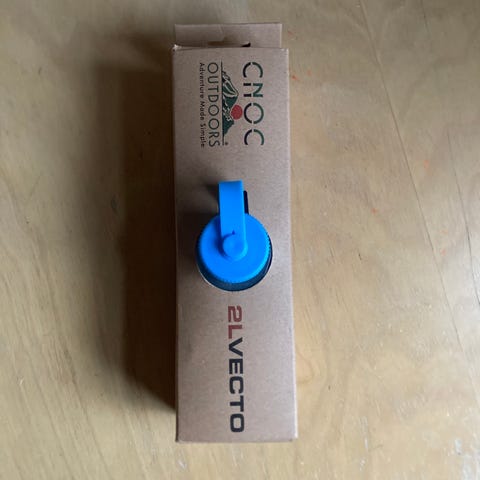 CNOC
OUTDOORS
Adventure Made Simple
2LVECTO